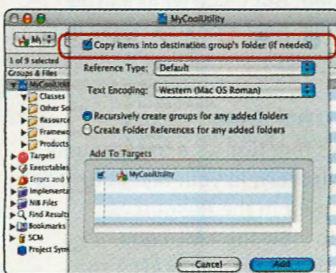 MyCoolUtility
My
Copy items into destination group's folder (if needed)
1 of 9 selected
Reference Type: Default
Groups & Files
Text Encoding: Western (Mac OS Roman)
MyCoolUtil
Classes
Other So
Resource
Framewo
Products
Recursively create groups for any added folders
Create Folder References for any added folders
Targets
Executables
Errors and
Implementa
NIB Files
Find Results
Bookmarks
SCM
Project Sym
Add To Targets
MyCoolUtility
Cancel
Add